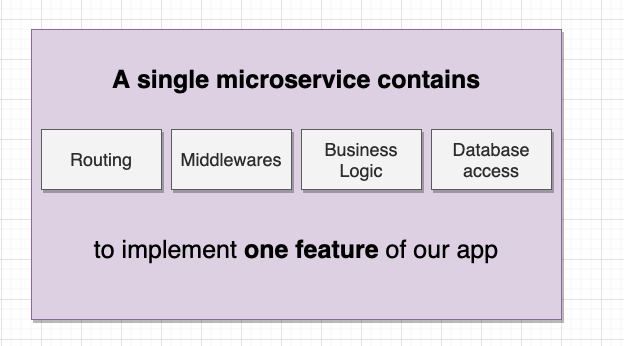 A single microservice contains
Routing
Middlewares
Business
Logic
Database
access
to implement one feature of our app